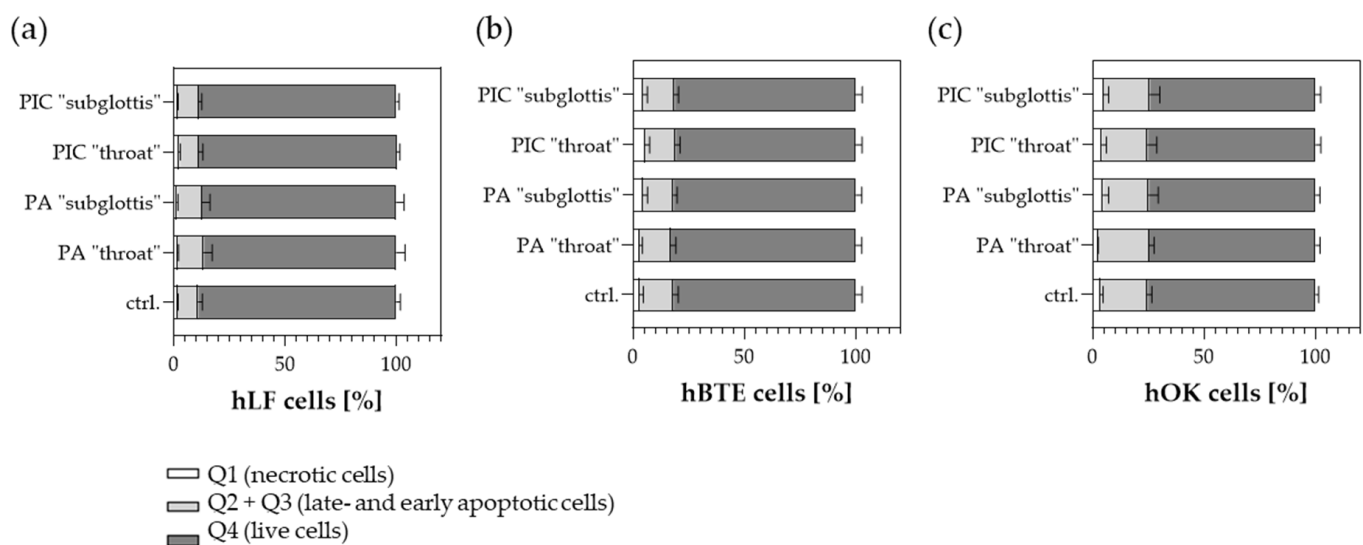 (a)
PIC "subglottis"
PIC "throat"
PA "subglottis"
PA "throat"
ctrl.
0 50 100
hLF cells [%]
(b)
PIC "subglottis"
PIC "throat"
PA "subglottis"
PA "throat"
ctrl.
0 50 100
hBTE cells [%]
(c)
PIC "subglottis"
PIC "throat"
PA "subglottis"
PA "throat"
ctrl.
0 50 100
hOK cells [%]
Q1 (necrotic cells)
Q2 + Q3 (late- and early apoptotic cells)
Q4 (live cells)